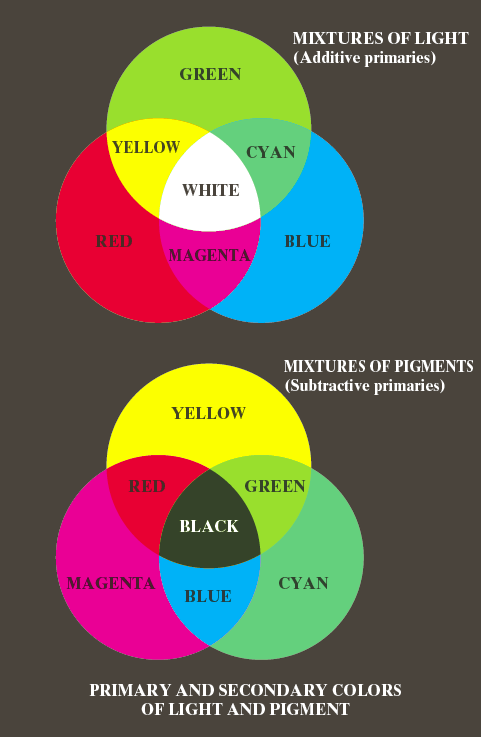 MIXTURES OF LIGHT
(Additive primaries)
GREEN
YELLOW
CYAN
WHITE
RED
BLUE
MAGENTA
MIXTURES OF PIGMENTS
(Subtractive primaries)
YELLOW
RED
GREEN
BLACK
MAGENTA
CYAN
BLUE
PRIMARY AND SECONDARY COLORS
OF LIGHT AND PIGMENT